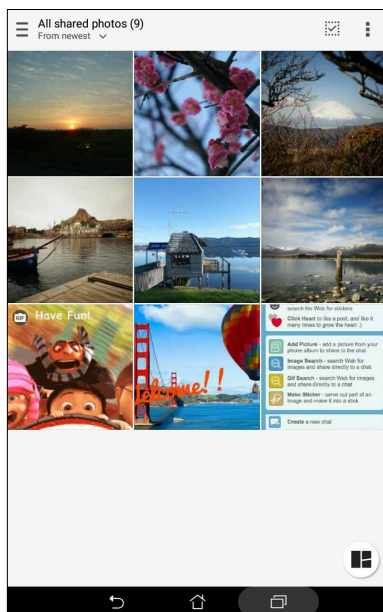 All shared photos (9)
From newest
GIF
Have Fun!
elcome! !
search the Web for stickers
Click Heart to like a post, and like it
many times to grow the heart :)
Add Picture - add a picture from your
phone album to share to the chat
Image Search - search Web for
images and share directly to a chat
Gif Search - search Web for images
and share directly to a chat
Make Sticker - carve out part of an
image and make it into a stick
Create a new chat